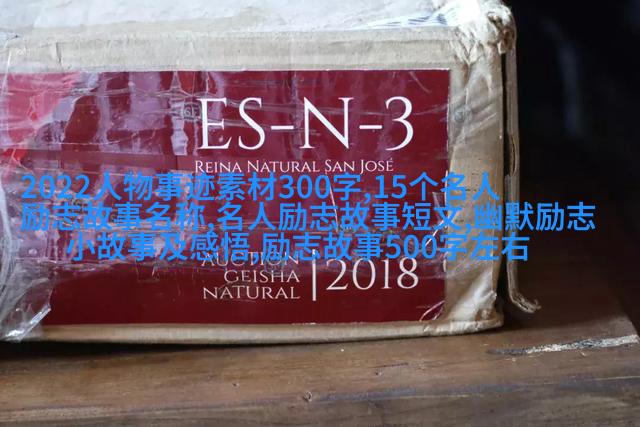 ES-N-3
REINA NATURAL SAN JOSÉ
2022人物事迹素材300字,15个名人
励志故事名称,名人励志故事短文,幽默励志
小故事及感悟,励志故事500字左右
AUCTION
GEISHA
NATURAL
2018